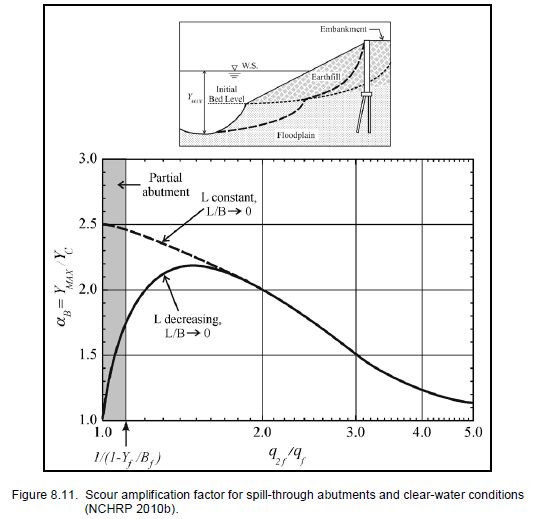 Embankment
W.S.
Earthfill
Initial
Bed Level
Y_MAX
Floodplain
3.0
Partial
abutment
L constant,
L/B→0
2.5
α_B = Y_MAX / Y_C
2.0
L decreasing,
L/B→0
1.5
1.0
1.0
2.0
3.0
4.0
5.0
1/(1-Y_f /B_f)
q_2f /q_f
Figure 8.11. Scour amplification factor for spill-through abutments and clear-water conditions
(NCHRP 2010b).